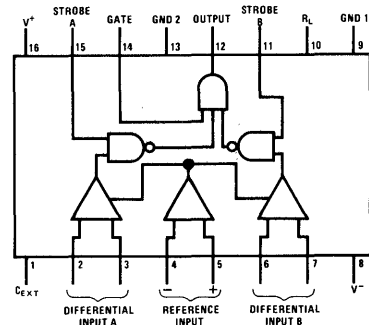 STROBE STROBE
V+ A GATE GND 2 OUTPUT B RL GND 1
16 15 14 13 12 11 10 9
1 2 3 4 5 6 7 8
CEXT − + V−
DIFFERENTIAL REFERENCE DIFFERENTIAL
INPUT A INPUT INPUT B